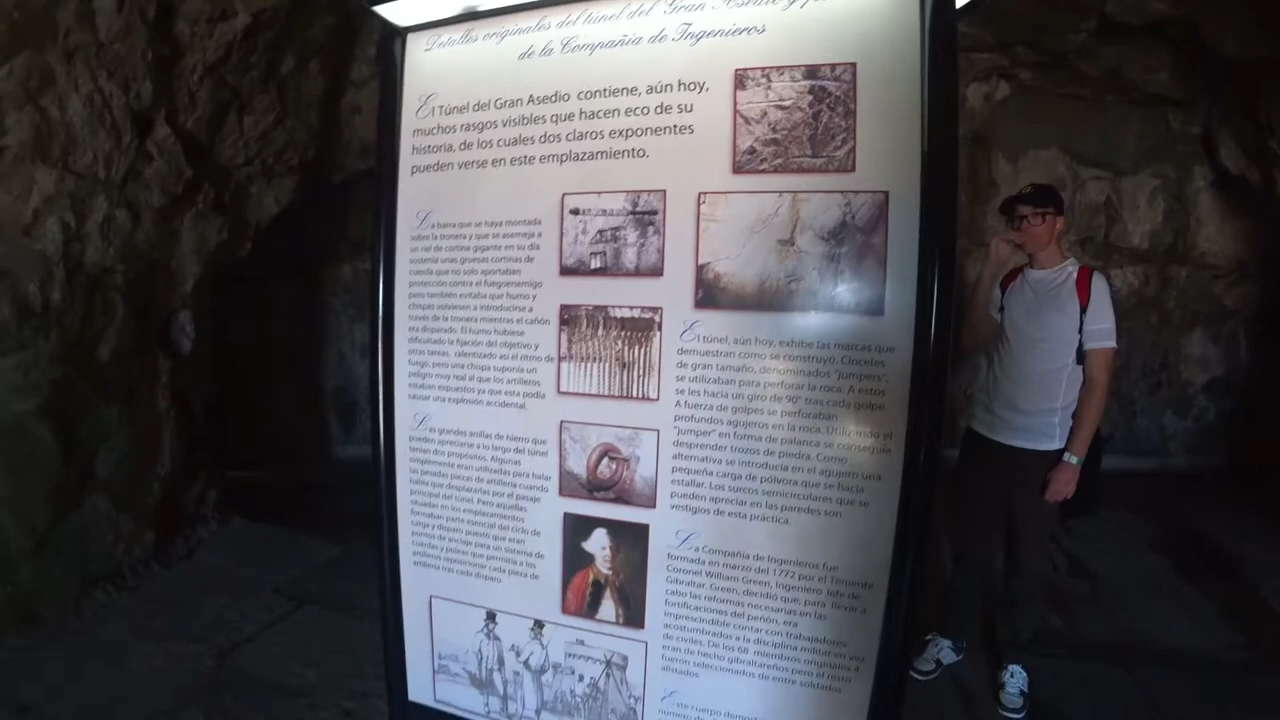 Detalles originales del túnel del Gran Asedio y
de la Compañía de Ingenieros
El Túnel del Gran Asedio contiene, aún hoy,
muchos rasgos visibles que hacen eco de su
historia, de los cuales dos claros exponentes
pueden verse en este emplazamiento.
La barra que se haya montada
sobre la tronera y que se asemeja a
un riel de cortina gigante en su día
sostenía unas gruesas cortinas de
cuerda que no solo aportaban
protección contra el fuegoenemigo
pero también evitaba que humo y
chispas volviesen a introducirse a
través de la tronera mientras el cañón
era disparado. El humo hubiese
dificultado la fijación del objetivo y
otras tareas, ralentizado así el ritmo de
fuego, pero una chispa suponía un
peligro muy real al que los artilleros
estaban expuestos ya que esta podía
causar una explosión accidental.
Las grandes anillas de hierro que
pueden apreciarse a lo largo del túnel
tenían dos propósitos. Algunas
simplemente eran utilizadas para halar
las pesadas piezas de artillería cuando
había que desplazarlas por el pasaje
principal del túnel. Pero aquellas
situadas en los emplazamientos
formaban parte esencial del ciclo de
carga y disparo puesto que eran
puntos de anclaje para un sistema de
cuerdas y poleas que permitía a los
artilleros reposicionar cada pieza de
artillería tras cada disparo.
El túnel, aún hoy, exhibe las marcas que
demuestran como se construyó. Cinceles
de gran tamaño, denominados "jumpers",
se utilizaban para perforar la roca. A estos
se les hacía un giro de 90° tras cada golpe
A fuerza de golpes se perforaban
profundos agujeros en la roca. Utilizando el
"jumper" en forma de palanca se conseguía
desprender trozos de piedra. Como
alternativa se introducía en el agujero una
pequeña carga de pólvora que se hacía
estallar. Los surcos semicirculares que se
pueden apreciar en las paredes son
vestigios de esta práctica.
La Compañía de Ingenieros fue
formada en marzo del 1772 por el Teniente
Coronel William Green, Ingeniero Jefe de
Gibraltar. Green, decidió que, para llevar a
cabo las reformas necesarias en las
fortificaciones del peñón, era
imprescindible contar con trabajadores
acostumbrados a la disciplina militar en vez
de civiles. De los 68 miembros originales 4
eran de hecho gibraltareños pero el resto
fueron seleccionados de entre soldados
alistados.
Este cuerpo
número de